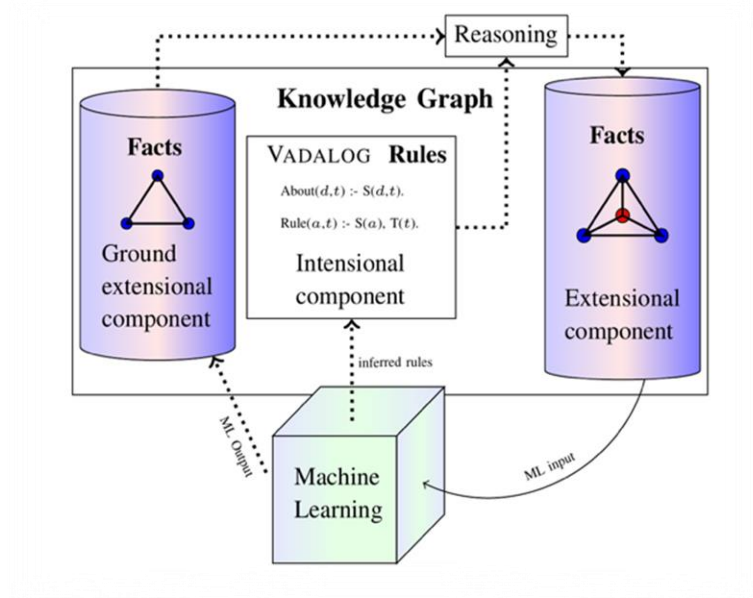 Reasoning
Knowledge Graph
Facts
Ground
extensional
component
VADALOG Rules
About(d,t) :- S(d,t).
Rule(a,t) :- S(a), T(t).
Intensional
component
Facts
Extensional
component
inferred rules
ML Output
ML input
Machine
Learning